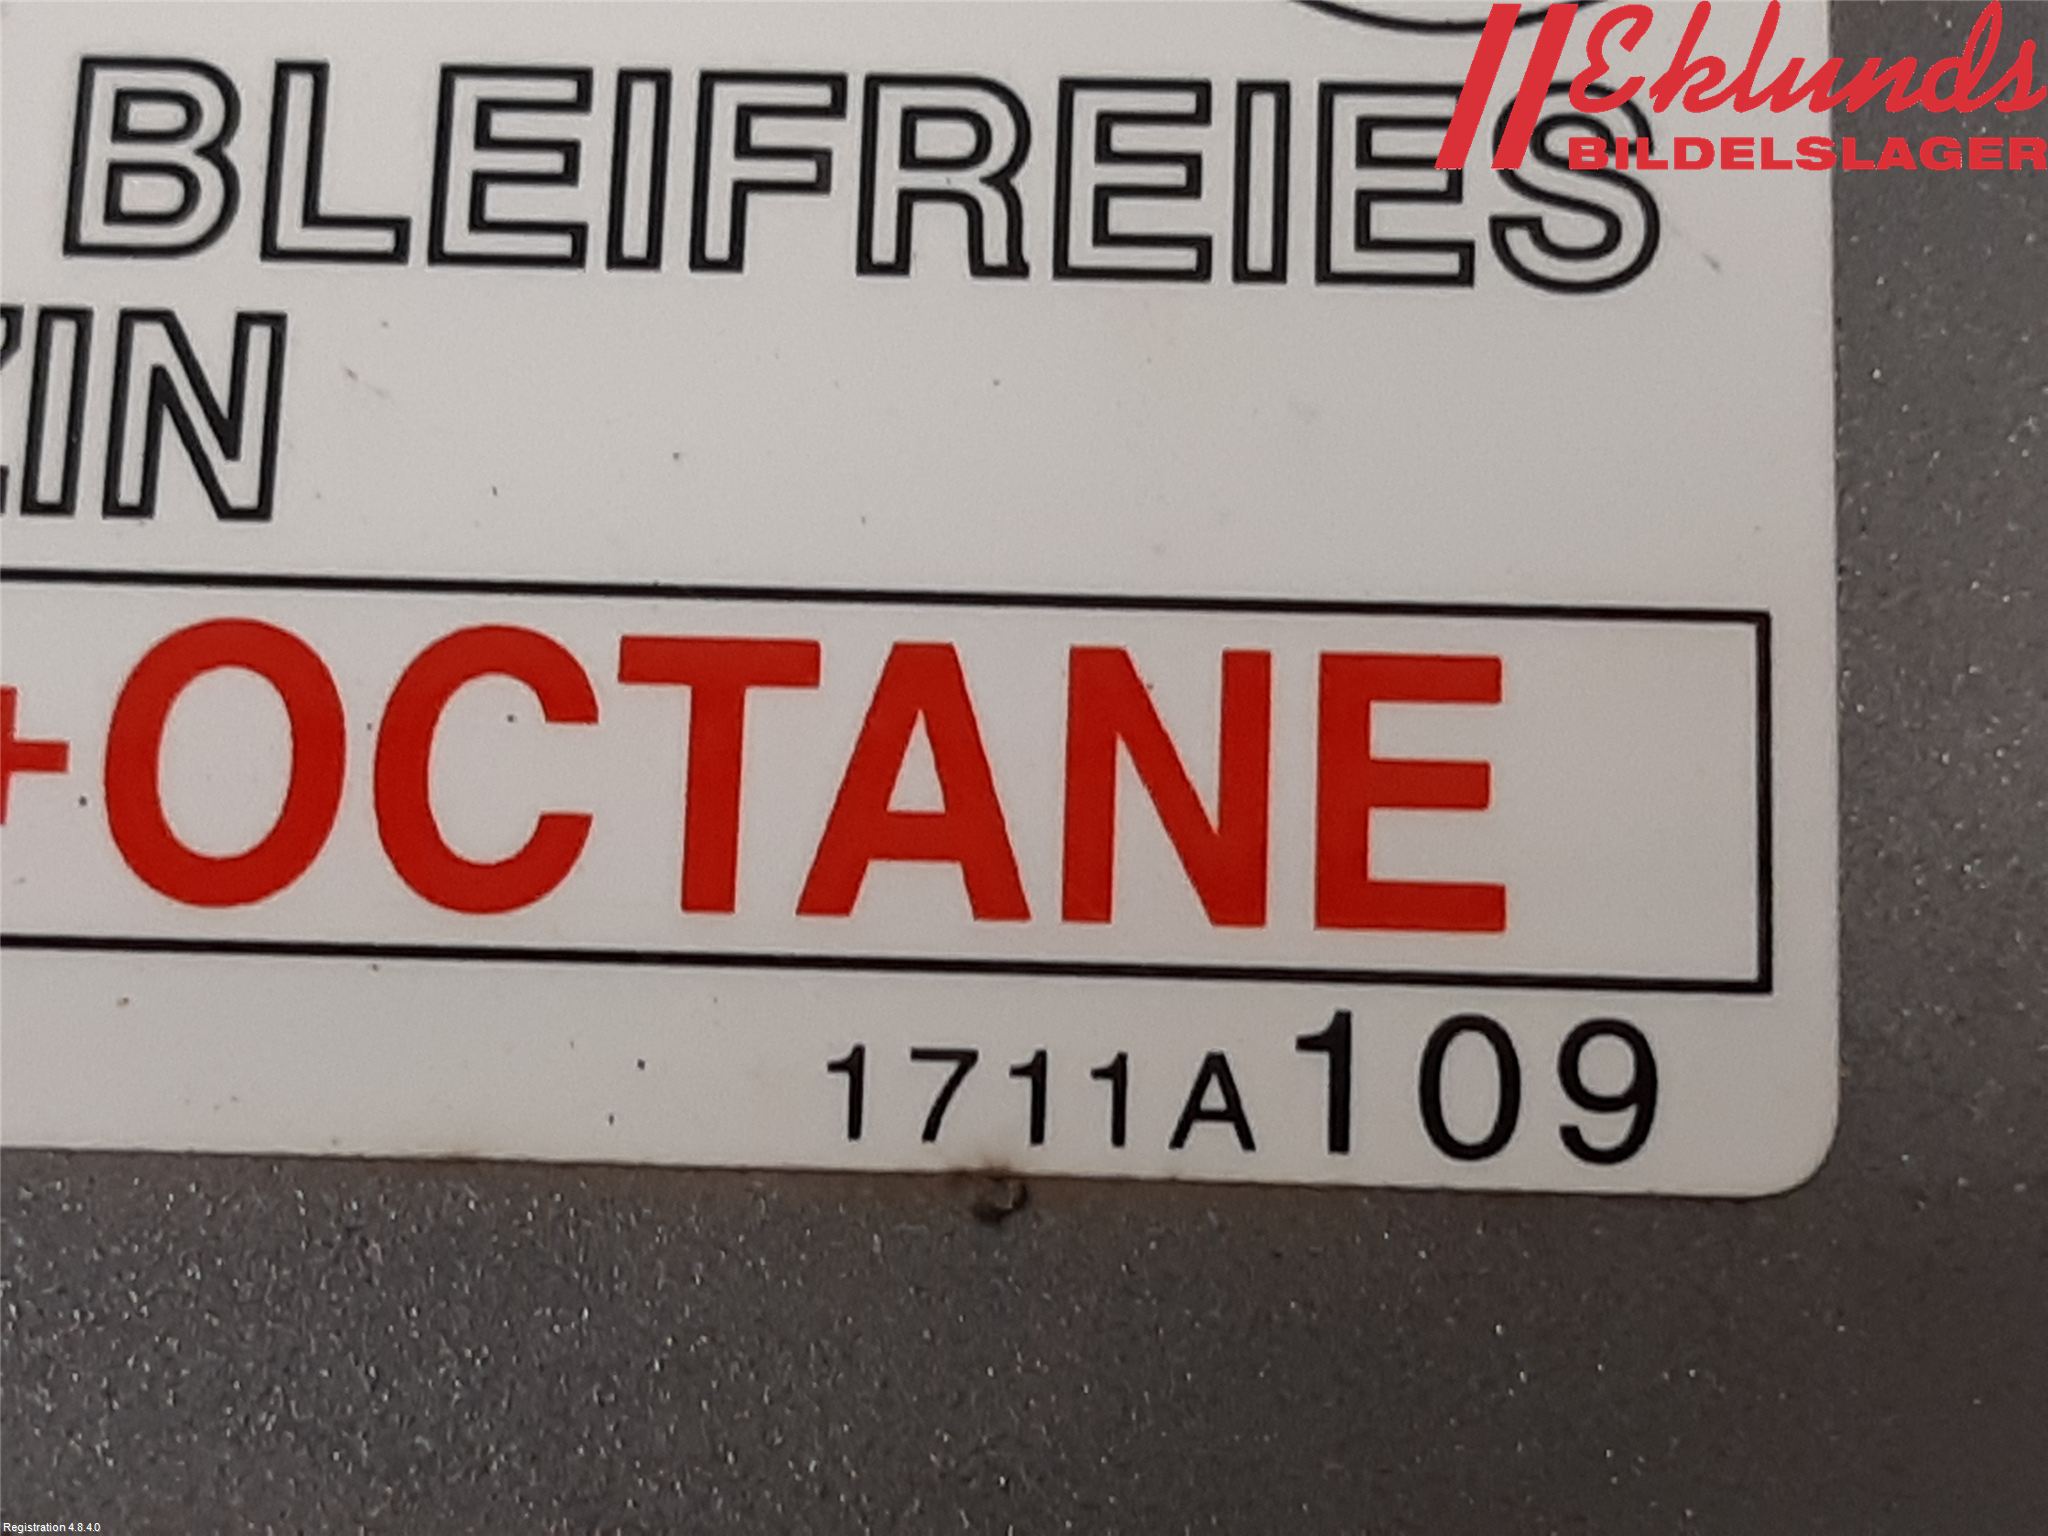 Eklunds
BILDELSLAGER
BLEIFREIES
ZIN
+OCTANE
1711A109
Registration 4.8.4.0